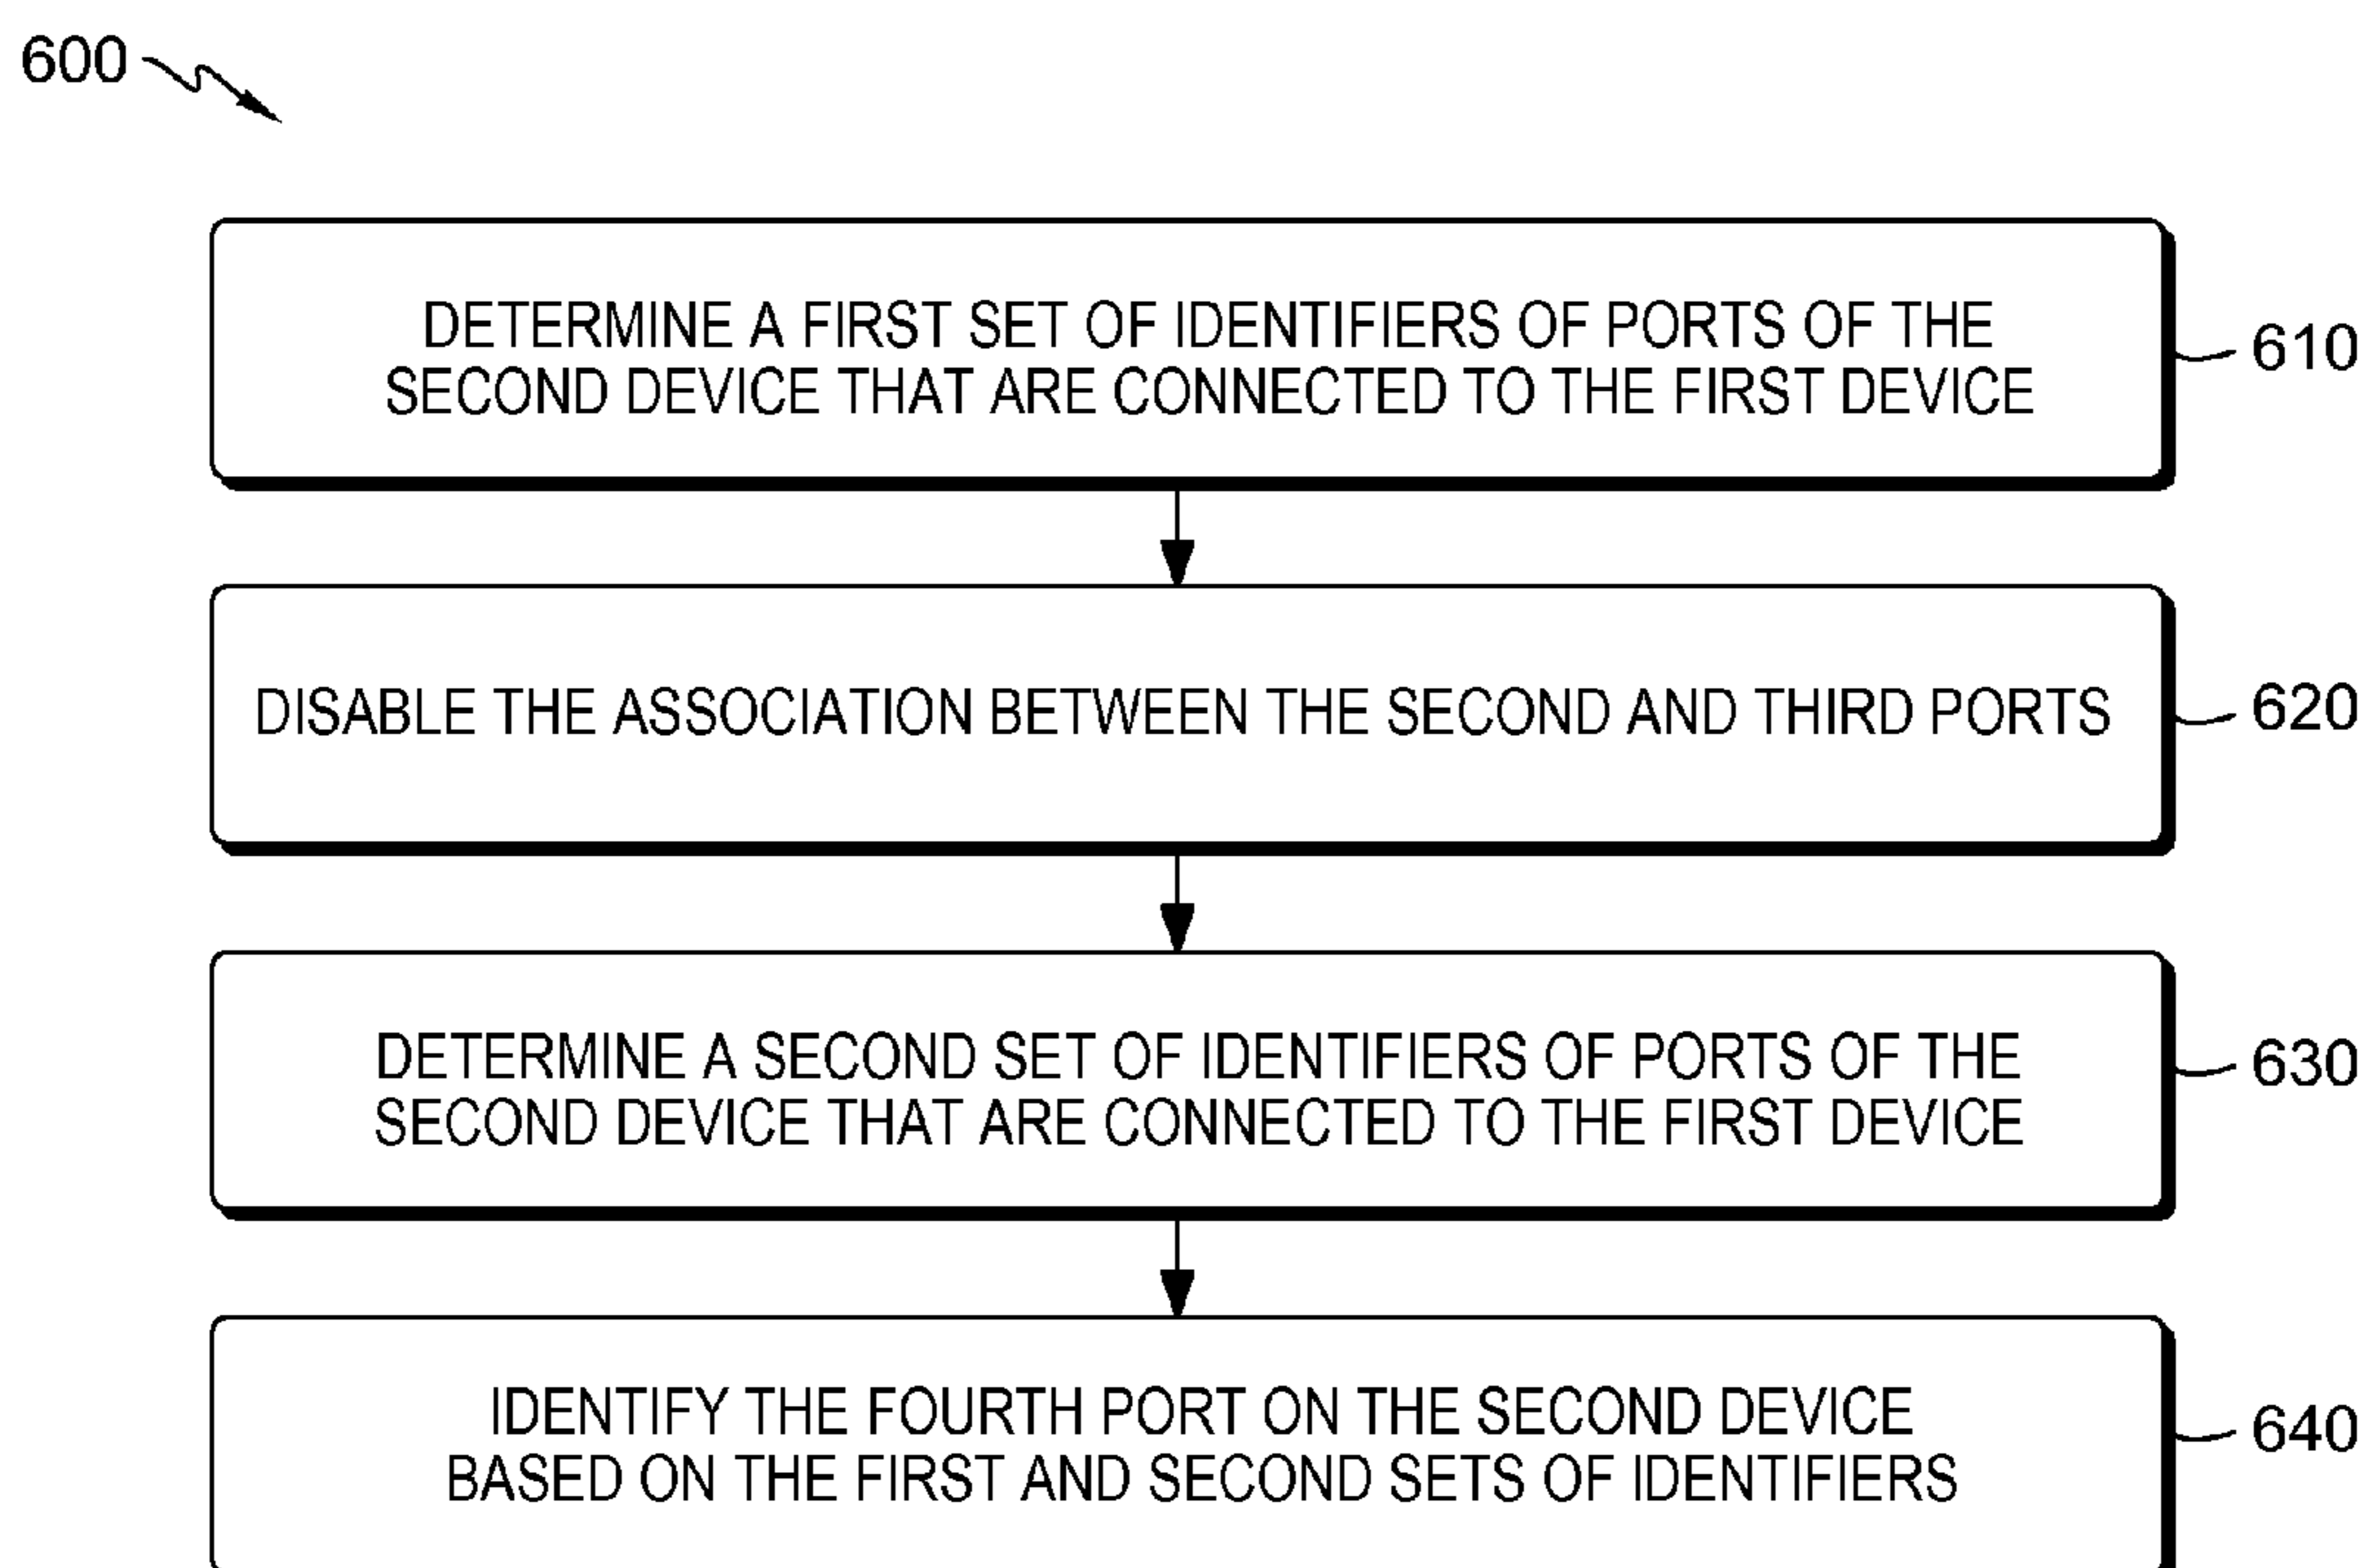 600
DETERMINE A FIRST SET OF IDENTIFIERS OF PORTS OF THE
SECOND DEVICE THAT ARE CONNECTED TO THE FIRST DEVICE
610
DISABLE THE ASSOCIATION BETWEEN THE SECOND AND THIRD PORTS
620
DETERMINE A SECOND SET OF IDENTIFIERS OF PORTS OF THE
SECOND DEVICE THAT ARE CONNECTED TO THE FIRST DEVICE
630
IDENTIFY THE FOURTH PORT ON THE SECOND DEVICE
BASED ON THE FIRST AND SECOND SETS OF IDENTIFIERS
640